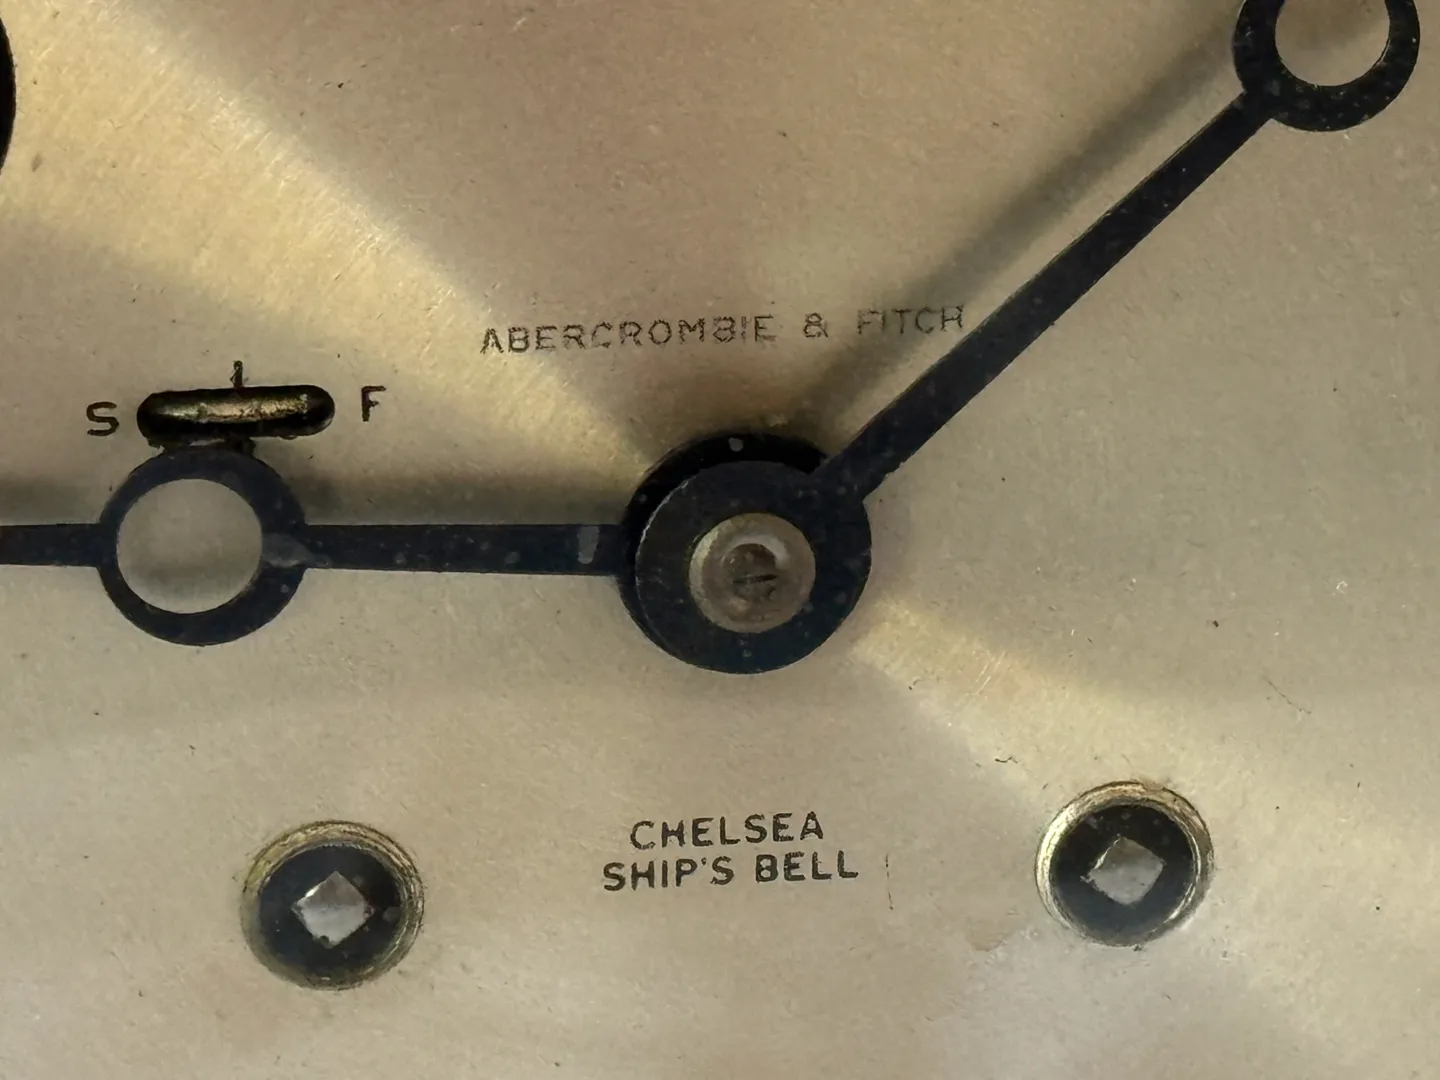 ABERCROMBIE & FITCH
S F
CHELSEA
SHIP'S BELL